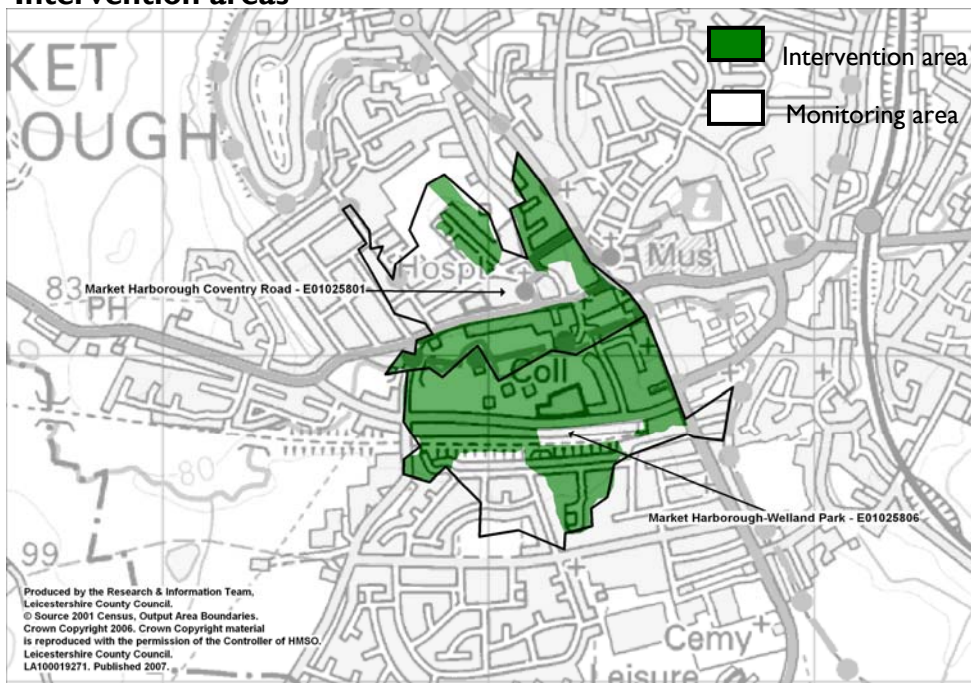 Intervention areas
KET
OUGH
Intervention area
Monitoring area
Mus
Hospl
83
PH
Market Harborough Coventry Road - E01025801
Coll
80
Market Harborough-Welland Park - E01025806
99
Produced by the Research & Information Team,
Leicestershire County Council.
© Source 2001 Census, Output Area Boundaries.
Crown Copyright 2006. Crown Copyright material
is reproduced with the permission of the Controller of HMSO.
Leicestershire County Council.
LA100019271. Published 2007.
Cemy
Leisure